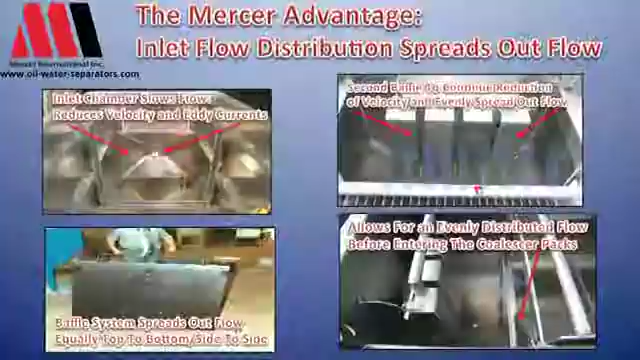 The Mercer Advantage:
Inlet Flow Distribution Spreads Out Flow
Mercer International Inc.
www.oil-water-separators.com
Inlet Chamber Slows Flow:
Reduces Velocity and Eddy Currents
Second Baffle to Continue Reduction
of Velocity and Evenly Spread Out Flow
Baffle System Spreads Out Flow
Equally Top To Bottom/Side To Side
Allows For an Evenly Distributed Flow
Before Entering The Coalescer Packs